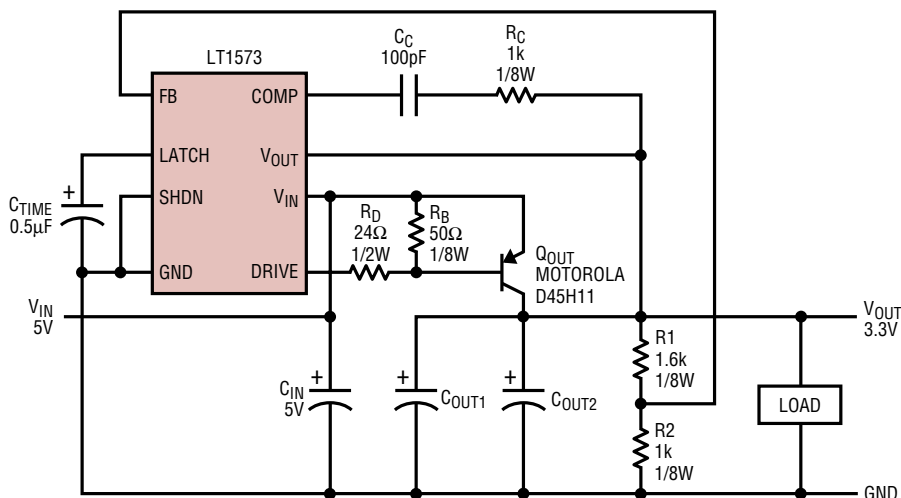 LT1573
FB
COMP
LATCH
V_OUT
SHDN
V_IN
GND
DRIVE
C_C
100pF
R_C
1k
1/8W
+
C_TIME
0.5µF
R_D
24Ω
1/2W
R_B
50Ω
1/8W
Q_OUT
MOTOROLA
D45H11
V_IN
5V
V_OUT
3.3V
+
C_IN
5V
+
C_OUT1
+
C_OUT2
R1
1.6k
1/8W
R2
1k
1/8W
LOAD
GND